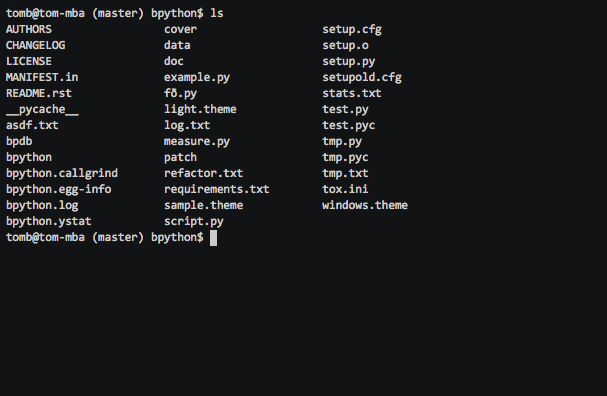 tomb@tom-mba (master) bpython$ ls
AUTHORS cover setup.cfg
CHANGELOG data setup.o
LICENSE doc setup.py
MANIFEST.in example.py setupold.cfg
README.rst fõ.py stats.txt
__pycache__ light.theme test.py
asdf.txt log.txt test.pyc
bpdb measure.py tmp.py
bpython patch tmp.pyc
bpython.callgrind refactor.txt tmp.txt
bpython.egg-info requirements.txt tox.ini
bpython.log sample.theme windows.theme
bpython.ystat script.py
tomb@tom-mba (master) bpython$